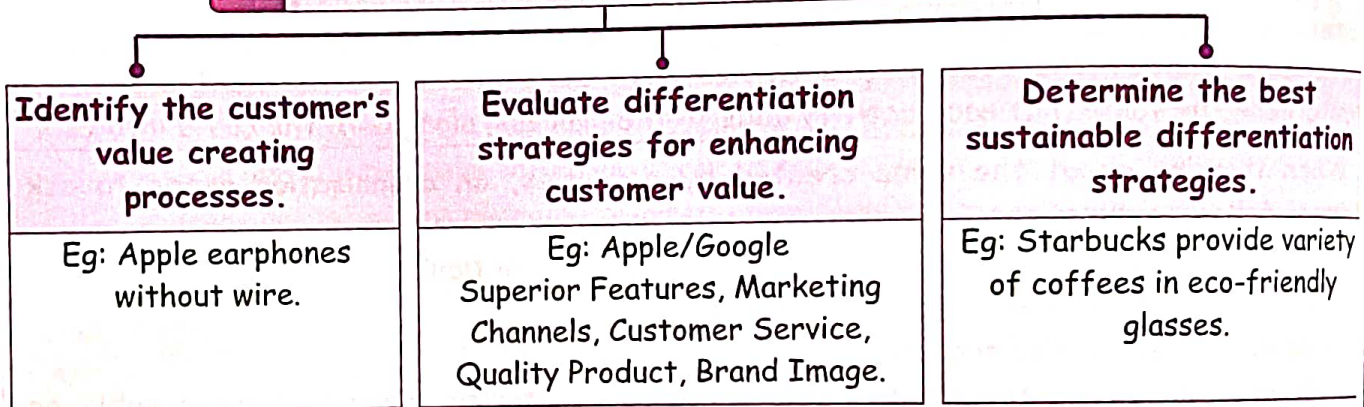 Identify the customer's
value creating
processes.
Eg: Apple earphones
without wire.
Evaluate differentiation
strategies for enhancing
customer value.
Eg: Apple/Google
Superior Features, Marketing
Channels, Customer Service,
Quality Product, Brand Image.
Determine the best
sustainable differentiation
strategies.
Eg: Starbucks provide variety
of coffees in eco-friendly
glasses.